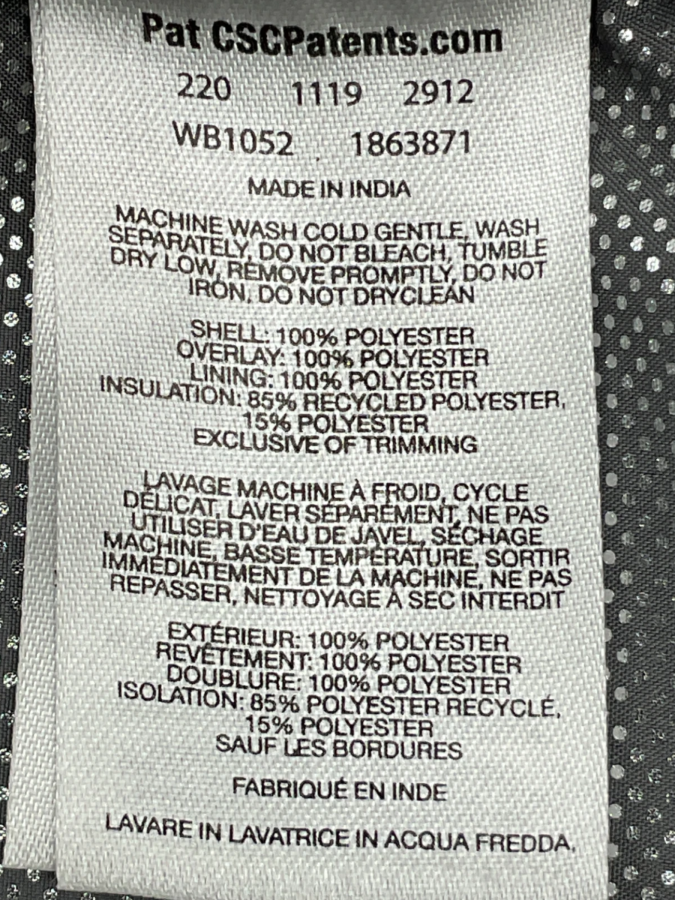 Pat CSCPatents.com
220 1119 2912
WB1052 1863871
MADE IN INDIA
MACHINE WASH COLD GENTLE, WASH
SEPARATELY, DO NOT BLEACH, TUMBLE
DRY LOW, REMOVE PROMPTLY, DO NOT
IRON, DO NOT DRYCLEAN
SHELL: 100% POLYESTER
OVERLAY: 100% POLYESTER
LINING: 100% POLYESTER
INSULATION: 85% RECYCLED POLYESTER,
15% POLYESTER
EXCLUSIVE OF TRIMMING
LAVAGE MACHINE À FROID, CYCLE
DÉLICAT, LAVER SÉPARÉMENT, NE PAS
UTILISER D'EAU DE JAVEL, SÉCHAGE
MACHINE, BASSE TEMPÉRATURE, SORTIR
IMMÉDIATEMENT DE LA MACHINE, NE PAS
REPASSER, NETTOYAGE À SEC INTERDIT
EXTÉRIEUR: 100% POLYESTER
REVÊTEMENT: 100% POLYESTER
DOUBLURE: 100% POLYESTER
ISOLATION: 85% POLYESTER RECYCLÉ,
15% POLYESTER
SAUF LES BORDURES
FABRIQUÉ EN INDE
LAVARE IN LAVATRICE IN ACQUA FREDDA,